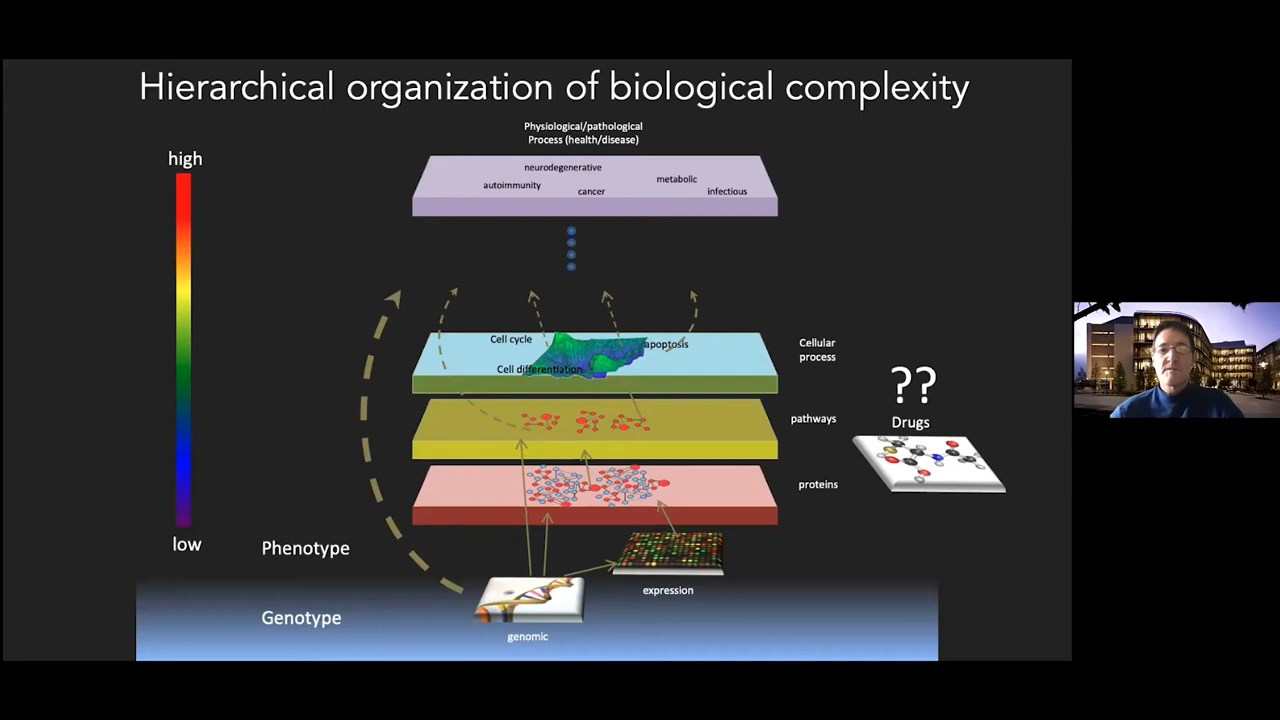 Hierarchical organization of biological complexity
Physiological/pathological
Process (health/disease)
high
neurodegenerative
metabolic
autoimmunity
cancer
infectious
Cell cycle
apoptosis
Cellular
process
Cell differentiation
??
Drugs
pathways
proteins
low
Phenotype
expression
Genotype
genomic